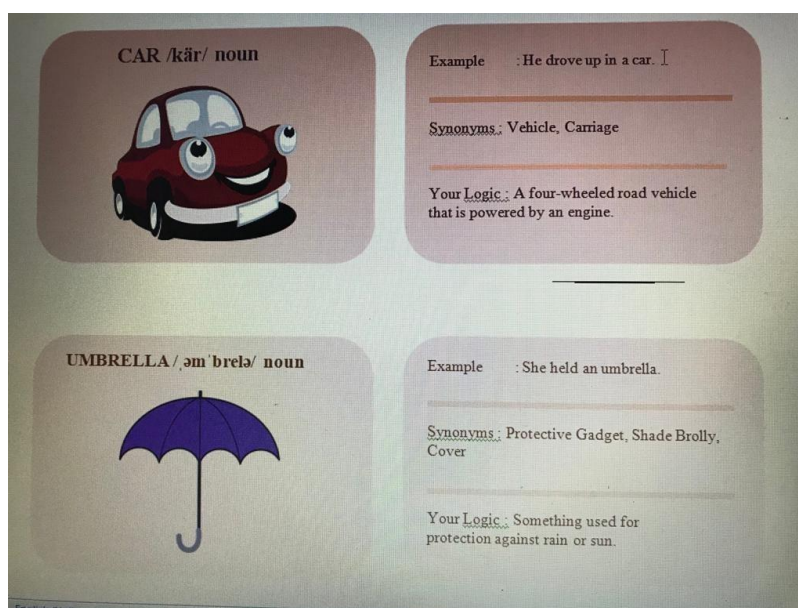 CAR /kär/ noun
Example : He drove up in a car.
Synonyms : Vehicle, Carriage
Your Logic : A four-wheeled road vehicle
that is powered by an engine.
UMBRELLA /ˌəmˈbrelə/ noun
Example : She held an umbrella.
Synonyms : Protective Gadget, Shade Brolly,
Cover
Your Logic : Something used for
protection against rain or sun.